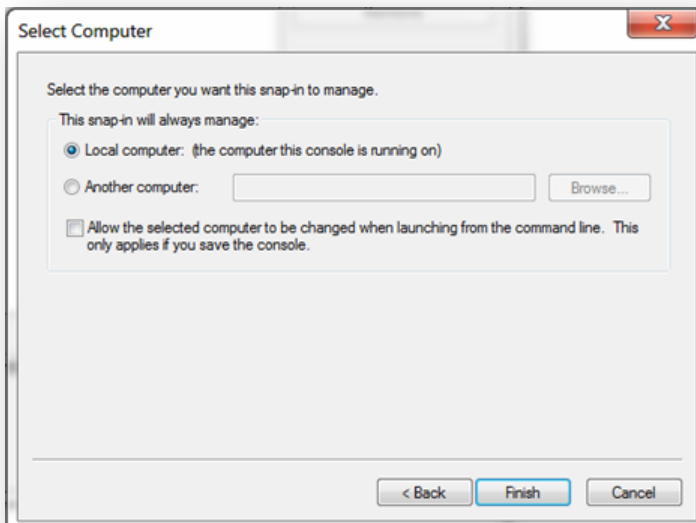 Select Computer
Select the computer you want this snap-in to manage.
This snap-in will always manage:
Local computer: (the computer this console is running on)
Another computer:
Browse...
Allow the selected computer to be changed when launching from the command line. This
only applies if you save the console.
< Back
Finish
Cancel